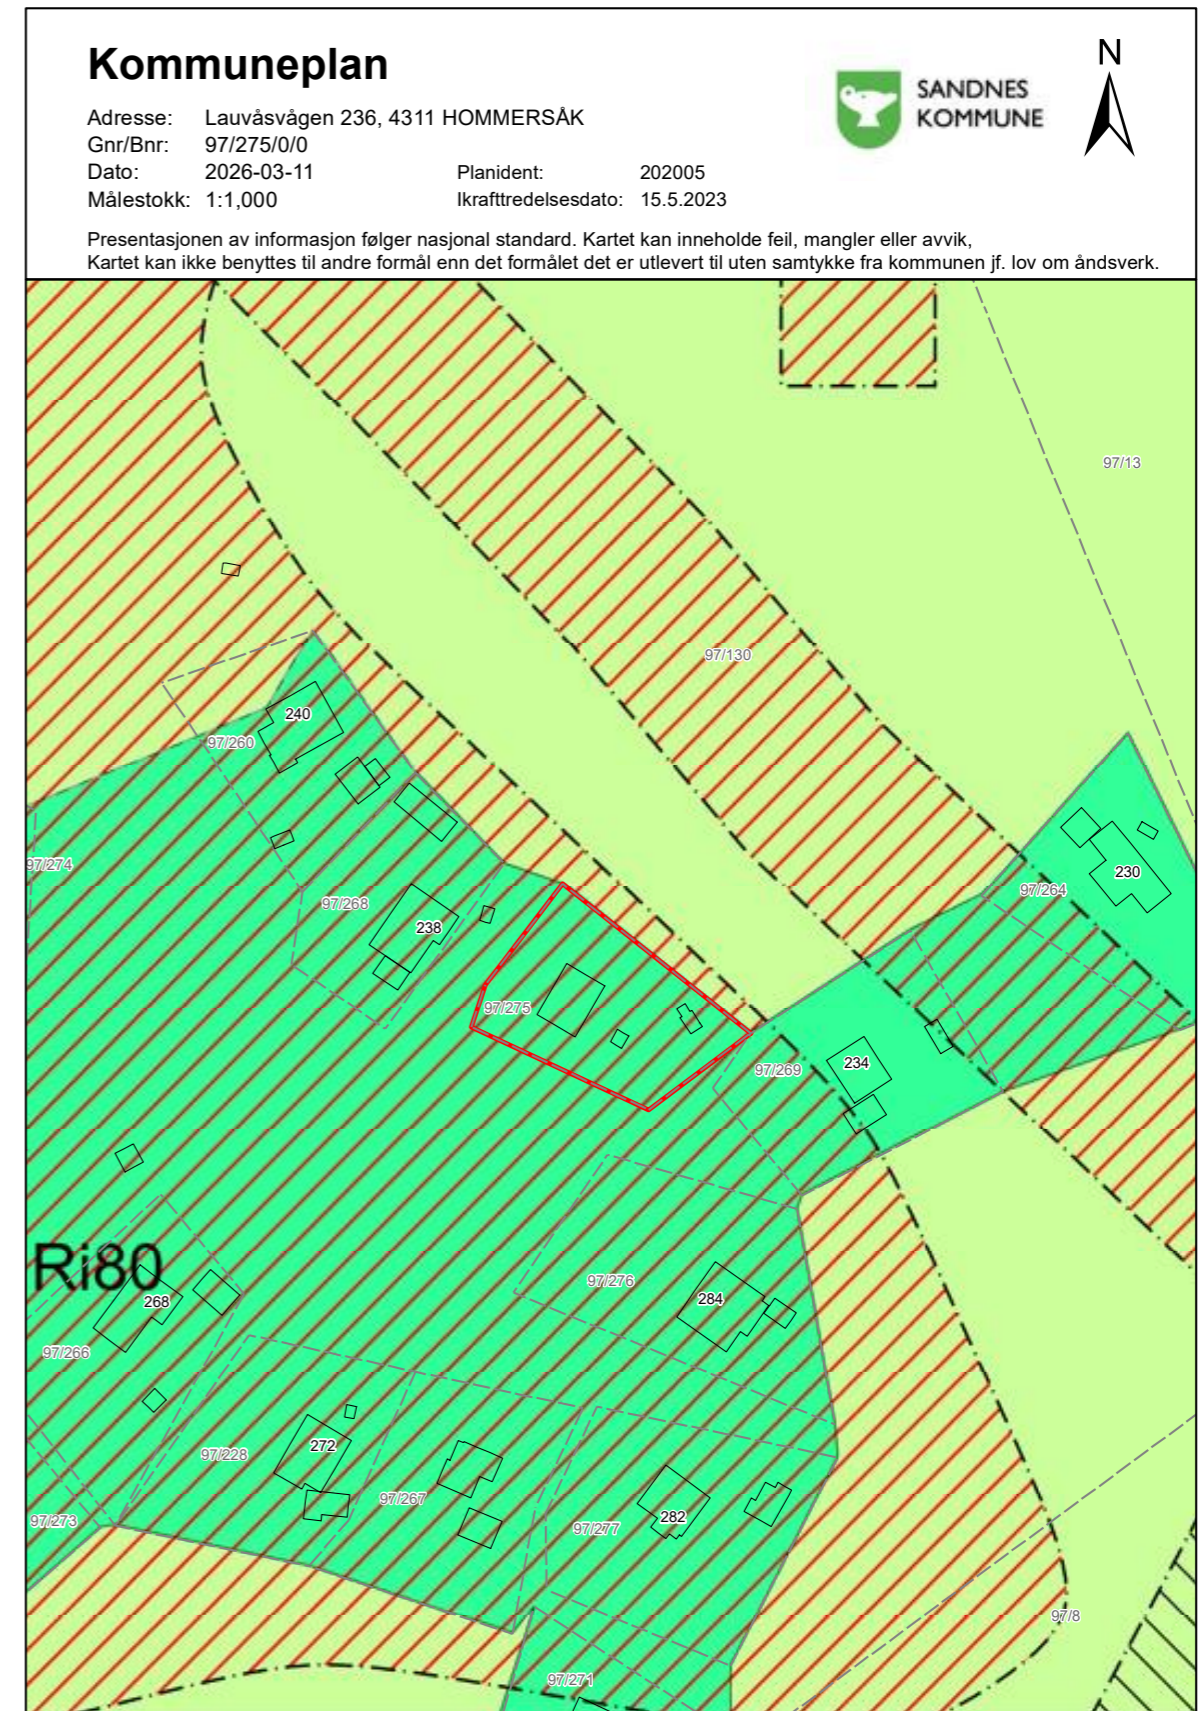 Kommuneplan
Adresse: Lauvåsvågen 236, 4311 HOMMERSÅK
Gnr/Bnr: 97/275/0/0
Dato: 2026-03-11 Planident: 202005
Målestokk: 1:1,000 Ikrafttredelsesdato: 15.5.2023
Presentasjonen av informasjon følger nasjonal standard. Kartet kan inneholde feil, mangler eller avvik,
Kartet kan ikke benyttes til andre formål enn det formålet det er utlevert til uten samtykke fra kommunen jf. lov om åndsverk.
SANDNES
KOMMUNE
N
97/13
97/130
240
97/260
97/274
230
97/264
97/268
238
97/275
234
97/269
Ri80
97/276
284
268
97/266
272
97/228
97/267
282
97/273
97/277
97/8
97/271